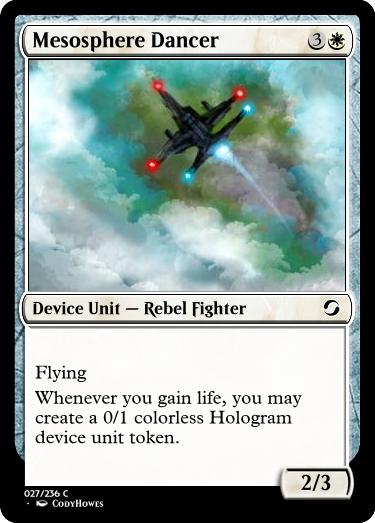 Mesosphere Dancer 3
Device Unit — Rebel Fighter
Flying
Whenever you gain life, you may
create a 0/1 colorless Hologram
device unit token.
2/3
027/236 C
· CodyHowes